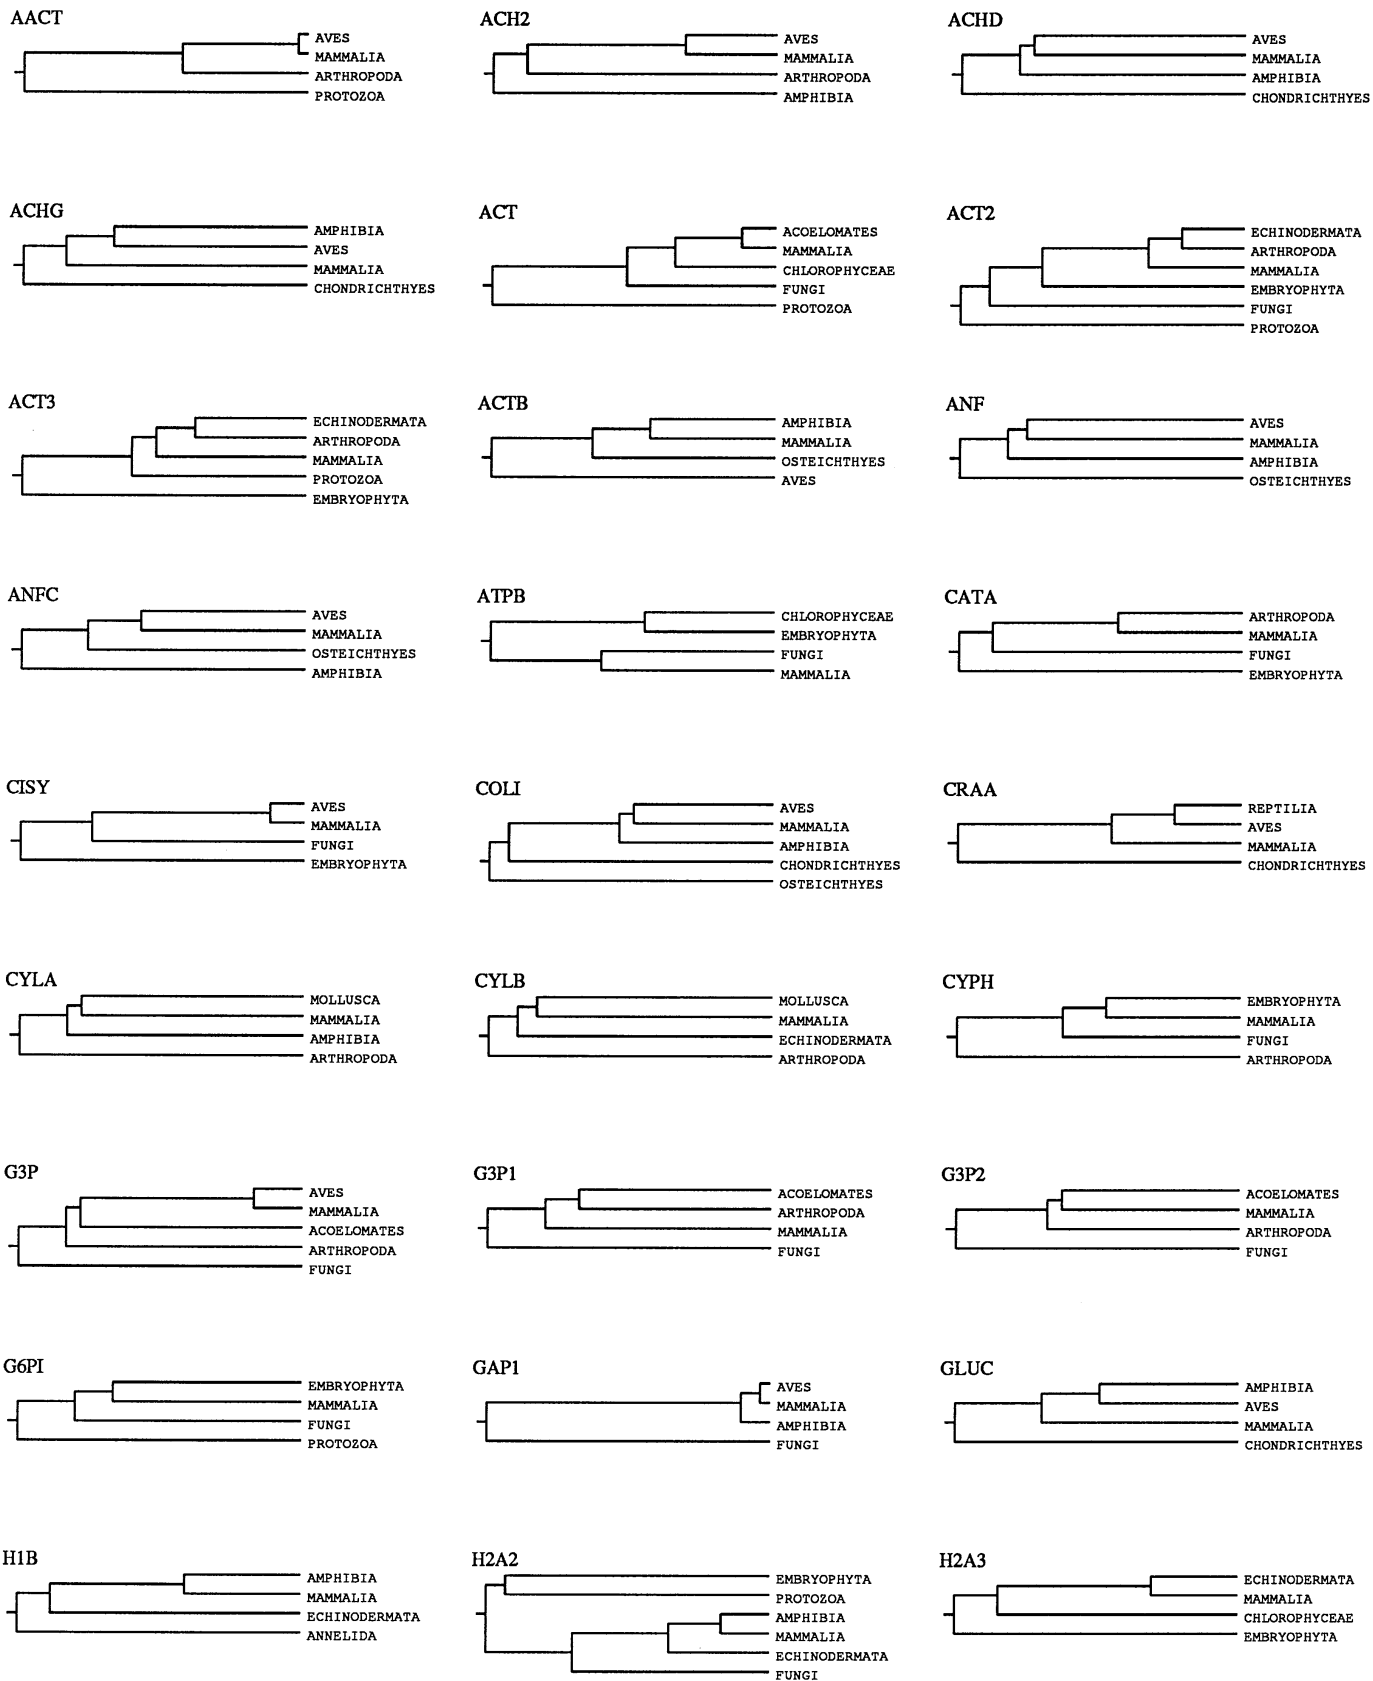 AACT
AVES
MAMMALIA
ARTHROPODA
PROTOZOA
ACH2
AVES
MAMMALIA
ARTHROPODA
AMPHIBIA
ACHD
AVES
MAMMALIA
AMPHIBIA
CHONDRICHTHYES
ACHG
AMPHIBIA
AVES
MAMMALIA
CHONDRICHTHYES
ACT
ACOELOMATES
MAMMALIA
CHLOROPHYCEAE
FUNGI
PROTOZOA
ACT2
ECHINODERMATA
ARTHROPODA
MAMMALIA
EMBRYOPHYTA
FUNGI
PROTOZOA
ACT3
ECHINODERMATA
ARTHROPODA
MAMMALIA
PROTOZOA
EMBRYOPHYTA
ACTB
AMPHIBIA
MAMMALIA
OSTEICHTHYES
AVES
ANF
AVES
MAMMALIA
AMPHIBIA
OSTEICHTHYES
ANFC
AVES
MAMMALIA
OSTEICHTHYES
AMPHIBIA
ATPB
CHLOROPHYCEAE
EMBRYOPHYTA
FUNGI
MAMMALIA
CATA
ARTHROPODA
MAMMALIA
FUNGI
EMBRYOPHYTA
CISY
AVES
MAMMALIA
FUNGI
EMBRYOPHYTA
COLI
AVES
MAMMALIA
AMPHIBIA
CHONDRICHTHYES
OSTEICHTHYES
CRAA
REPTILIA
AVES
MAMMALIA
CHONDRICHTHYES
CYLA
MOLLUSCA
MAMMALIA
AMPHIBIA
ARTHROPODA
CYLB
MOLLUSCA
MAMMALIA
ECHINODERMATA
ARTHROPODA
CYPH
EMBRYOPHYTA
MAMMALIA
FUNGI
ARTHROPODA
G3P
AVES
MAMMALIA
ACOELOMATES
ARTHROPODA
FUNGI
G3P1
ACOELOMATES
ARTHROPODA
MAMMALIA
FUNGI
G3P2
ACOELOMATES
MAMMALIA
ARTHROPODA
FUNGI
G6PI
EMBRYOPHYTA
MAMMALIA
FUNGI
PROTOZOA
GAP1
AVES
MAMMALIA
AMPHIBIA
FUNGI
GLUC
AMPHIBIA
AVES
MAMMALIA
CHONDRICHTHYES
H1B
AMPHIBIA
MAMMALIA
ECHINODERMATA
ANNELIDA
H2A2
EMBRYOPHYTA
PROTOZOA
AMPHIBIA
MAMMALIA
ECHINODERMATA
FUNGI
H2A3
ECHINODERMATA
MAMMALIA
CHLOROPHYCEAE
EMBRYOPHYTA